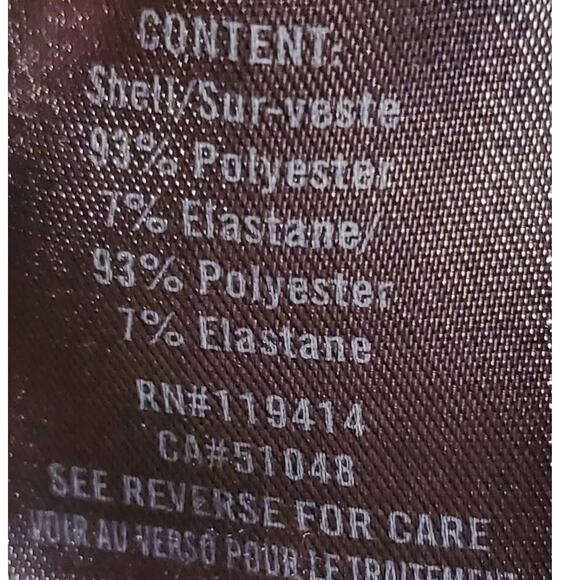 CONTENT:
Shell/Sur-veste
93% Polyester
7% Elastane/
93% Polyester
7% Elastane
RN#119414
CA#51048
SEE REVERSE FOR CARE
VOIR AU VERSO POUR LE TRAITEMENT